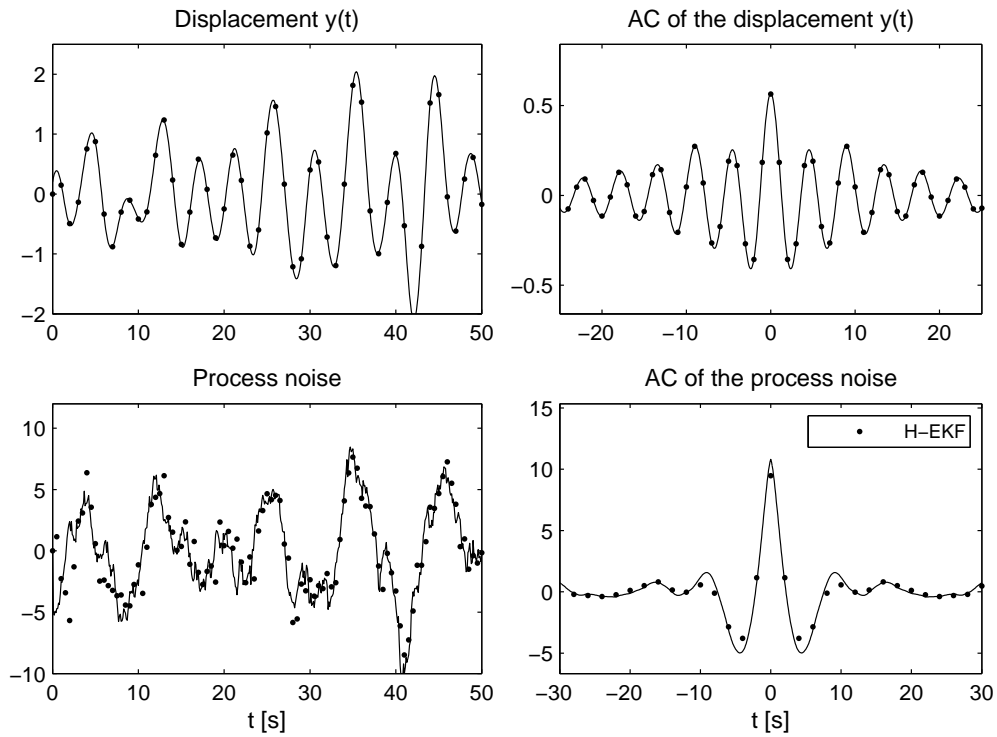 Displacement y(t)
2
1
0
−1
−2
0 10 20 30 40 50
AC of the displacement y(t)
0.5
0
−0.5
−20 −10 0 10 20
Process noise
10
5
0
−5
−10
0 10 20 30 40 50
t [s]
AC of the process noise
15
10
5
0
−5
−30 −20 −10 0 10 20 30
t [s]
H−EKF